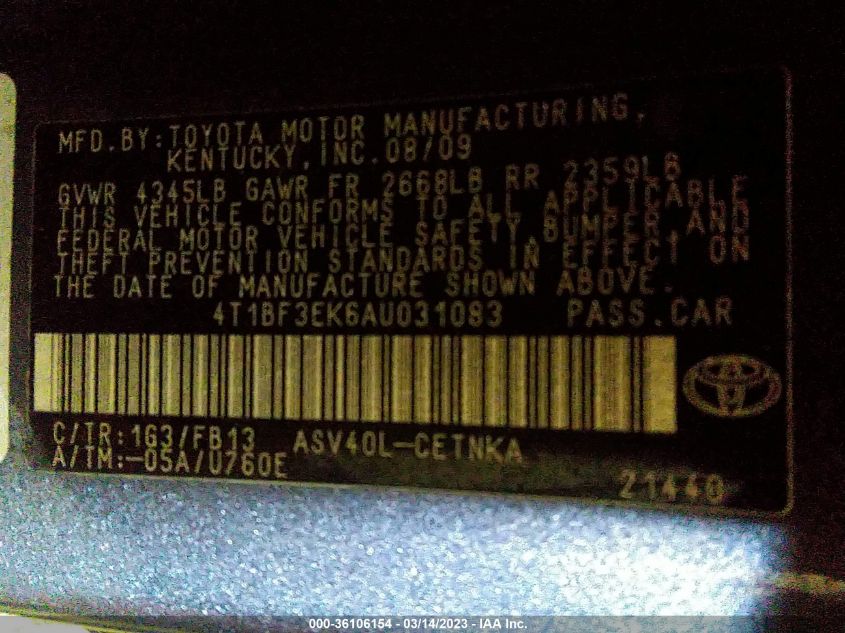 MFD.BY:TOYOTA MOTOR MANUFACTURING,
KENTUCKY,INC.08/09
GVWR 4345LB GAWR FR 2668LB RR 2359LB
THIS VEHICLE CONFORMS TO ALL APPLICABLE
FEDERAL MOTOR VEHICLE SAFETY,BUMPER,AND
THEFT PREVENTION STANDARDS IN EFFECT ON
THE DATE OF MANUFACTURE SHOWN ABOVE.
4T1BF3EK6AU031093 PASS.CAR
C/TR:1G3/FB13 ASV40L-CETNKA
A/TM:-05A/U760E
21440
000-36106154 - 03/14/2023 - IAA Inc.